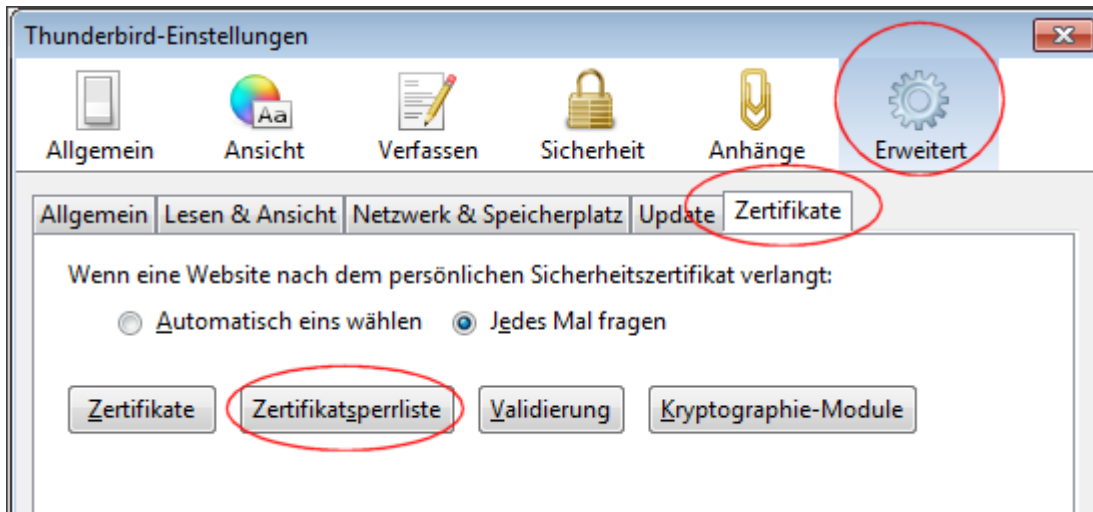 Thunderbird-Einstellungen
Aa
Allgemein Ansicht Verfassen Sicherheit Anhänge Erweitert
Allgemein Lesen & Ansicht Netzwerk & Speicherplatz Update Zertifikate
Wenn eine Website nach dem persönlichen Sicherheitszertifikat verlangt:
Automatisch eins wählen Jedes Mal fragen
Zertifikate Zertifikatsperrliste Validierung Kryptographie-Module